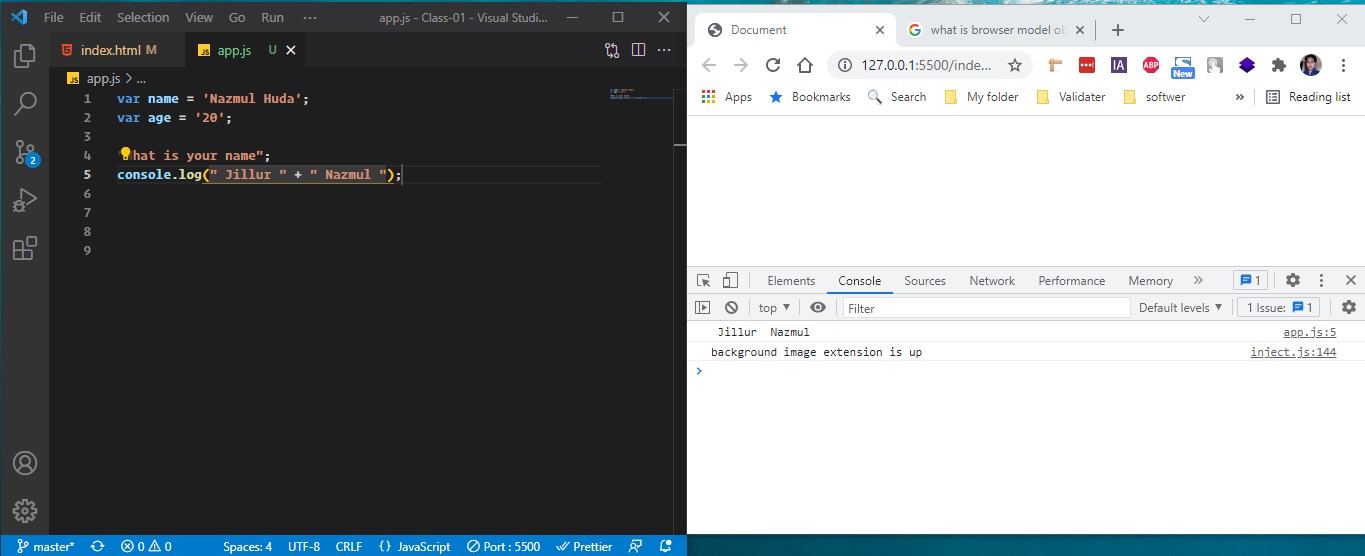 File Edit Selection View Go Run ··· app.js - Class-01 - Visual Studi...
index.html M app.js U
app.js > ...
1 var name = 'Nazmul Huda';
2 var age = '20';
3
4 hat is your name";
5 console.log(" Jillur " + " Nazmul ");
6
7
8
9
2
master* 0 0 Spaces: 4 UTF-8 CRLF {} JavaScript Port : 5500 Prettier
Document what is browser model ob
127.0.0.1:5500/inde... IA ABP New
Apps Bookmarks Search My folder Validater softwer » Reading list
Elements Console Sources Network Performance Memory » 1
top Filter Default levels 1 Issue: 1
Jillur  Nazmul app.js:5
background image extension is up inject.js:144
>